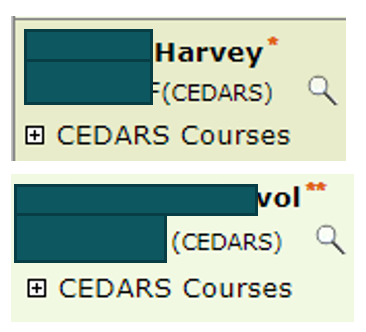 Harvey*
F(CEDARS)
CEDARS Courses
vol**
(CEDARS)
CEDARS Courses